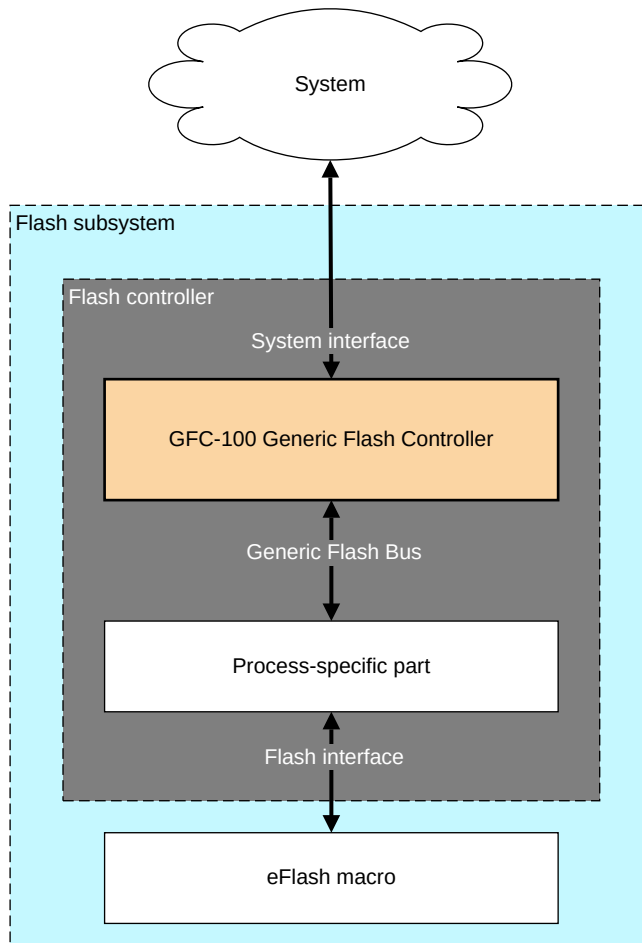 System
Flash subsystem
Flash controller
System interface
GFC-100 Generic Flash Controller
Generic Flash Bus
Process-specific part
Flash interface
eFlash macro